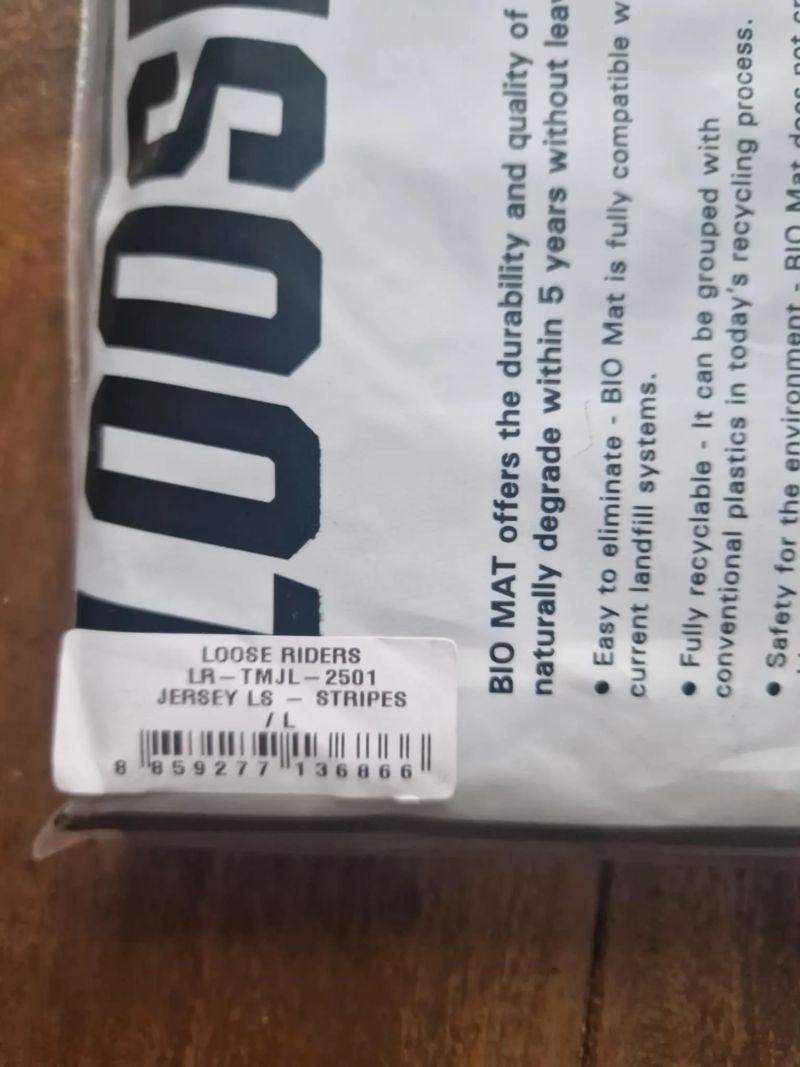 LOOSE
BIO MAT offers the durability and quality of
naturally degrade within 5 years without
• Easy to eliminate - BIO Mat is fully compatible
current landfill systems.
• Fully recyclable - It can be grouped with
conventional plastics in today's recycling process.
• Safety for the environment - BIO Mat does not
LOOSE RIDERS
LR-TMJL-2501
JERSEY LS - STRIPES
/ L
8 859277 136866